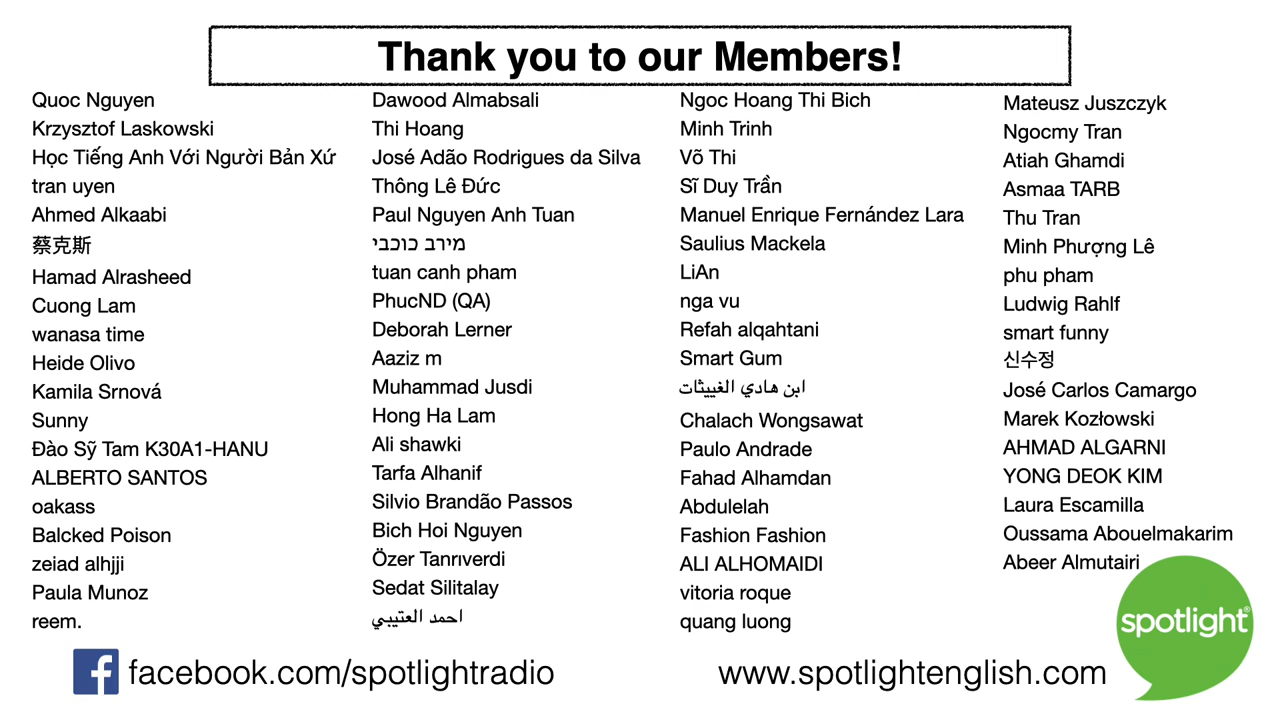 Thank you to our Members!
Quoc Nguyen
Krzysztof Laskowski
Học Tiếng Anh Với Người Bản Xứ
tran uyen
Ahmed Alkaabi
蔡克斯
Hamad Alrasheed
Cuong Lam
wanasa time
Heide Olivo
Kamila Srnová
Sunny
Đào Sỹ Tam K30A1-HANU
ALBERTO SANTOS
oakass
Balcked Poison
zeiad alhjji
Paula Munoz
reem.
Dawood Almabsali
Thi Hoang
José Adão Rodrigues da Silva
Thông Lê Đức
Paul Nguyen Anh Tuan
מירב כוכבי
tuan canh pham
PhucND (QA)
Deborah Lerner
Aaziz m
Muhammad Jusdi
Hong Ha Lam
Ali shawki
Tarfa Alhanif
Silvio Brandão Passos
Bich Hoi Nguyen
Özer Tanrıverdi
Sedat Silitalay
احمد العتيبي
Ngoc Hoang Thi Bich
Minh Trinh
Võ Thi
Sĩ Duy Trần
Manuel Enrique Fernández Lara
Saulius Mackela
LiAn
nga vu
Refah alqahtani
Smart Gum
ابن هادي الغييثات
Chalach Wongsawat
Paulo Andrade
Fahad Alhamdan
Abdulelah
Fashion Fashion
ALI ALHOMAIDI
vitoria roque
quang luong
Mateusz Juszczyk
Ngocmy Tran
Atiah Ghamdi
Asmaa TARB
Thu Tran
Minh Phượng Lê
phu pham
Ludwig Rahlf
smart funny
신수정
José Carlos Camargo
Marek Kozłowski
AHMAD ALGARNI
YONG DEOK KIM
Laura Escamilla
Oussama Abouelmakarim
Abeer Almutairi
spotlight®
facebook.com/spotlightradio
www.spotlightenglish.com